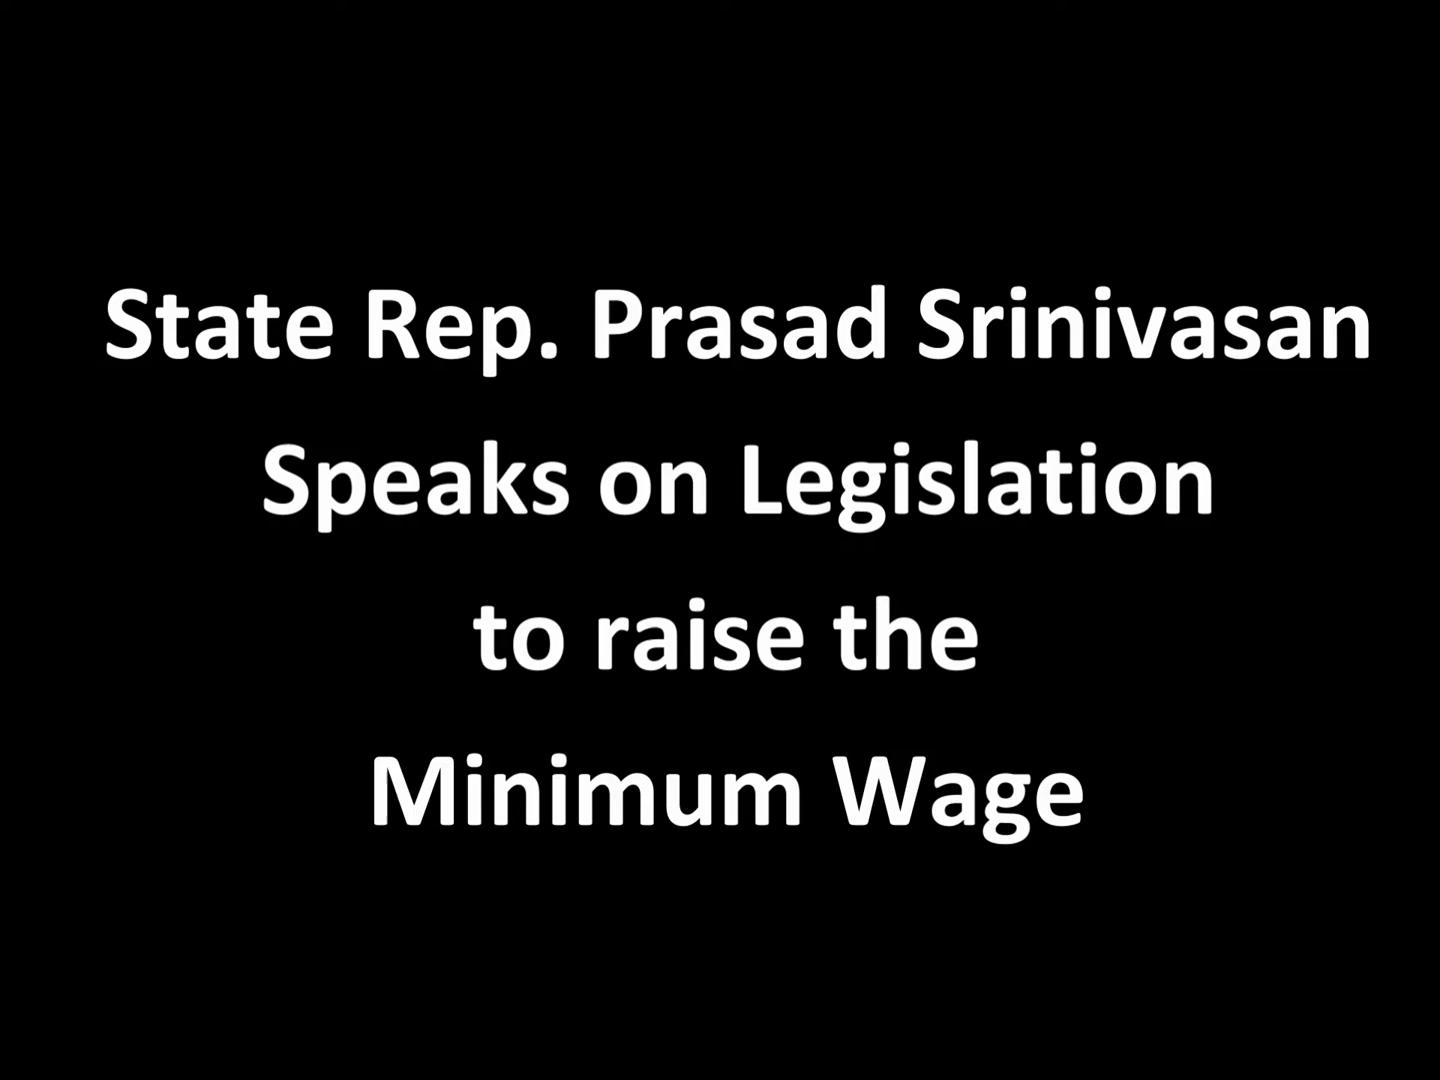 State Rep. Prasad Srinivasan
Speaks on Legislation
to raise the
Minimum Wage